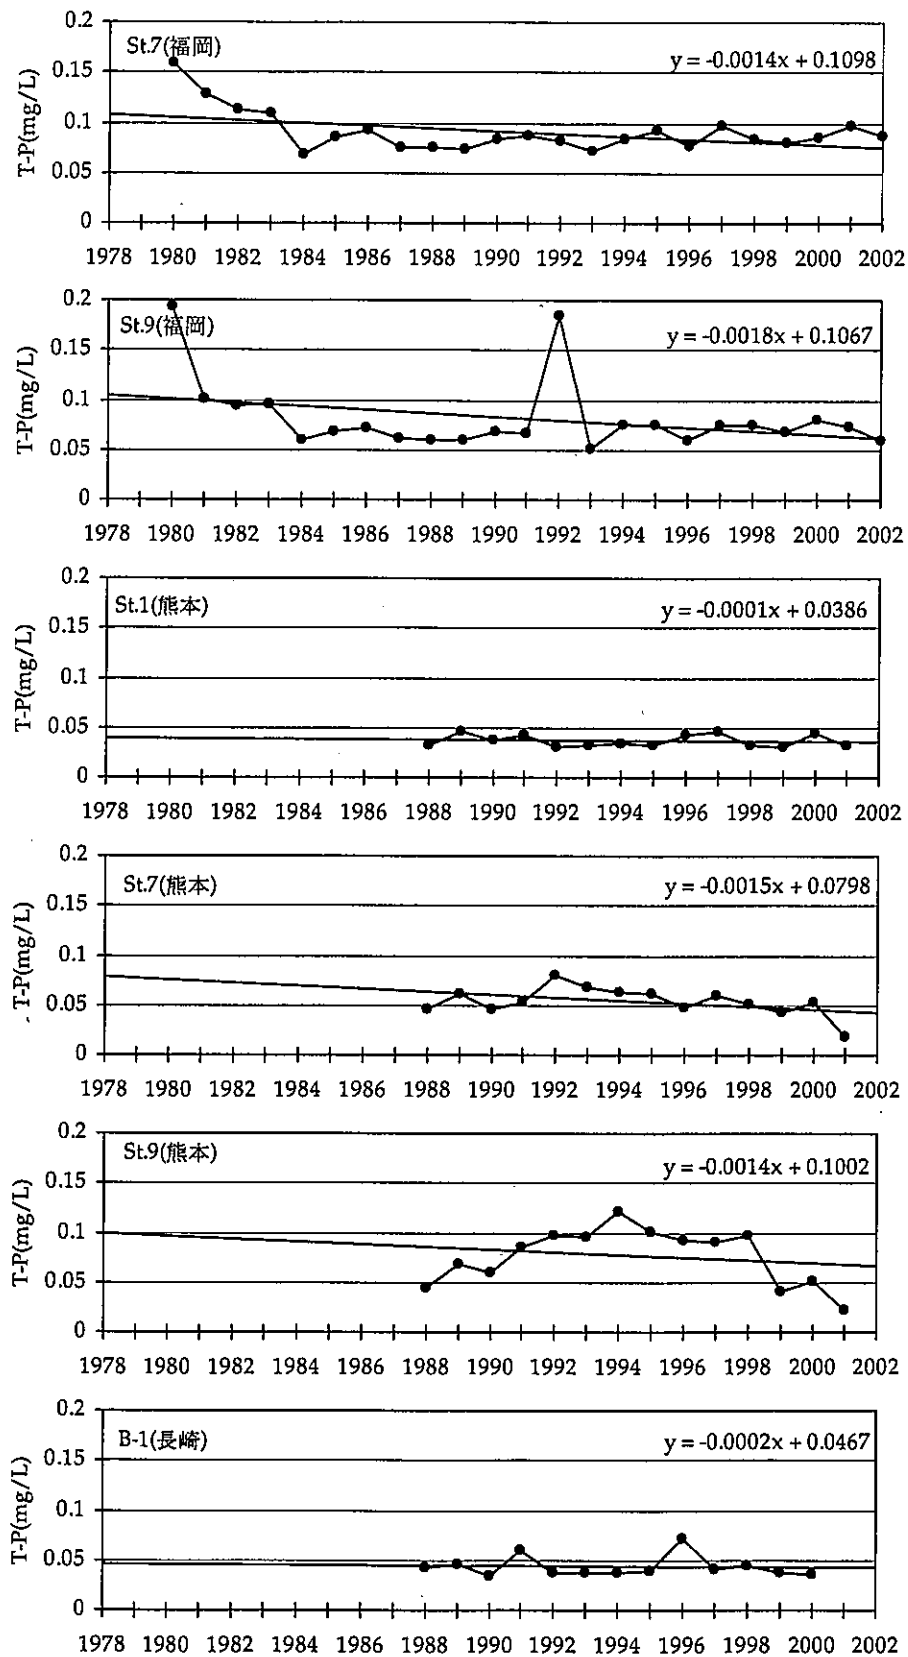 St.7(福岡)
y = -0.0014x + 0.1098
T-P(mg/L)
0.2
0.15
0.1
0.05
0
1978 1980 1982 1984 1986 1988 1990 1992 1994 1996 1998 2000 2002
St.9(福岡)
y = -0.0018x + 0.1067
T-P(mg/L)
0.2
0.15
0.1
0.05
0
1978 1980 1982 1984 1986 1988 1990 1992 1994 1996 1998 2000 2002
St.1(熊本)
y = -0.0001x + 0.0386
T-P(mg/L)
0.2
0.15
0.1
0.05
0
1978 1980 1982 1984 1986 1988 1990 1992 1994 1996 1998 2000 2002
St.7(熊本)
y = -0.0015x + 0.0798
T-P(mg/L)
0.2
0.15
0.1
0.05
0
1978 1980 1982 1984 1986 1988 1990 1992 1994 1996 1998 2000 2002
St.9(熊本)
y = -0.0014x + 0.1002
T-P(mg/L)
0.2
0.15
0.1
0.05
0
1978 1980 1982 1984 1986 1988 1990 1992 1994 1996 1998 2000 2002
B-1(長崎)
y = -0.0002x + 0.0467
T-P(mg/L)
0.2
0.15
0.1
0.05
0
1978 1980 1982 1984 1986 1988 1990 1992 1994 1996 1998 2000 2002